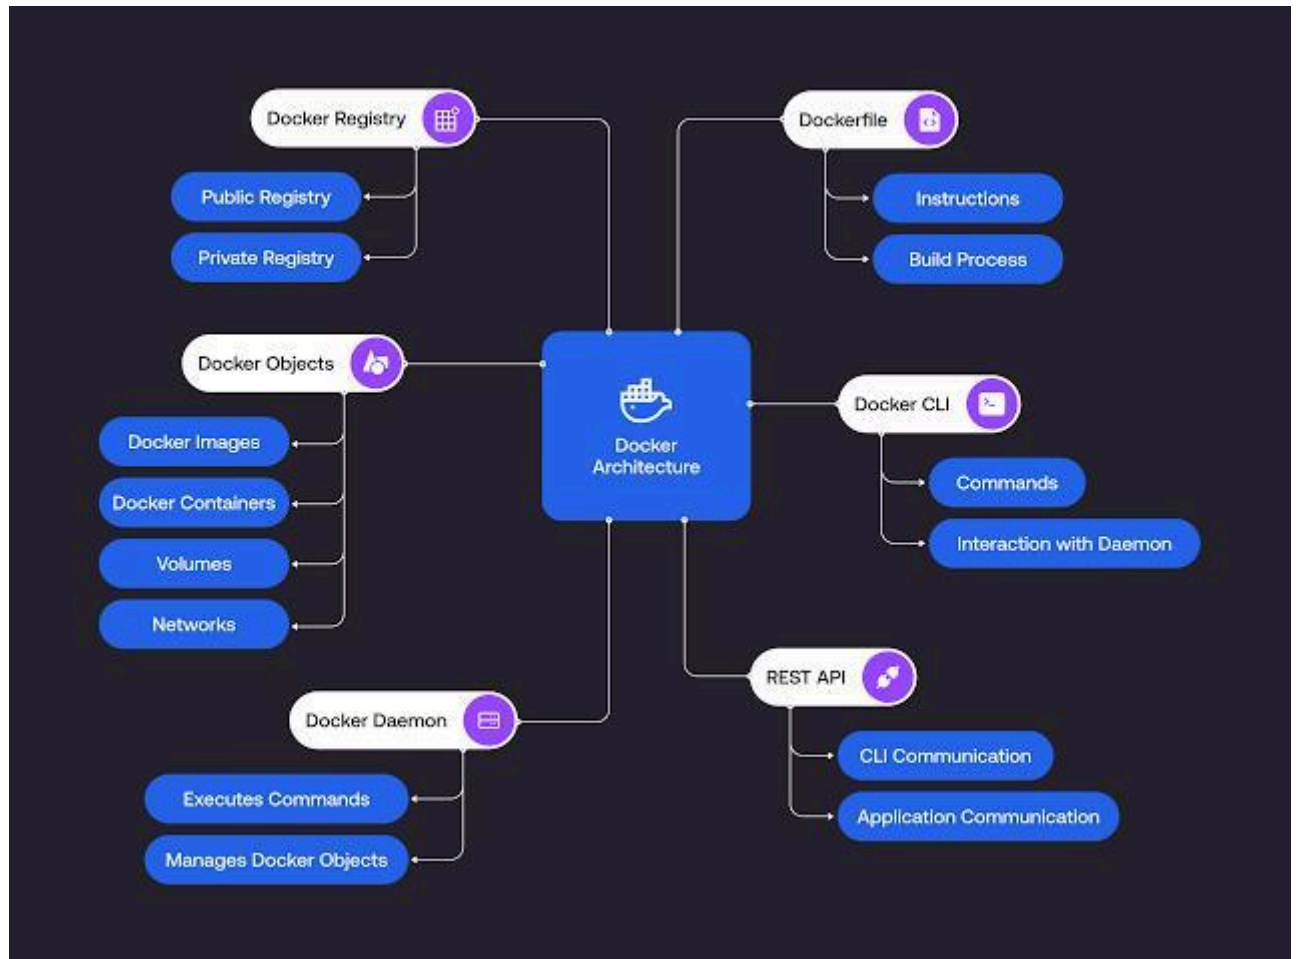 Docker Registry
Public Registry
Private Registry
Docker Objects
Docker Images
Docker Containers
Volumes
Networks
Docker Daemon
Executes Commands
Manages Docker Objects
Docker
Architecture
Dockerfile
Instructions
Build Process
Docker CLI
Commands
Interaction with Daemon
REST API
CLI Communication
Application Communication